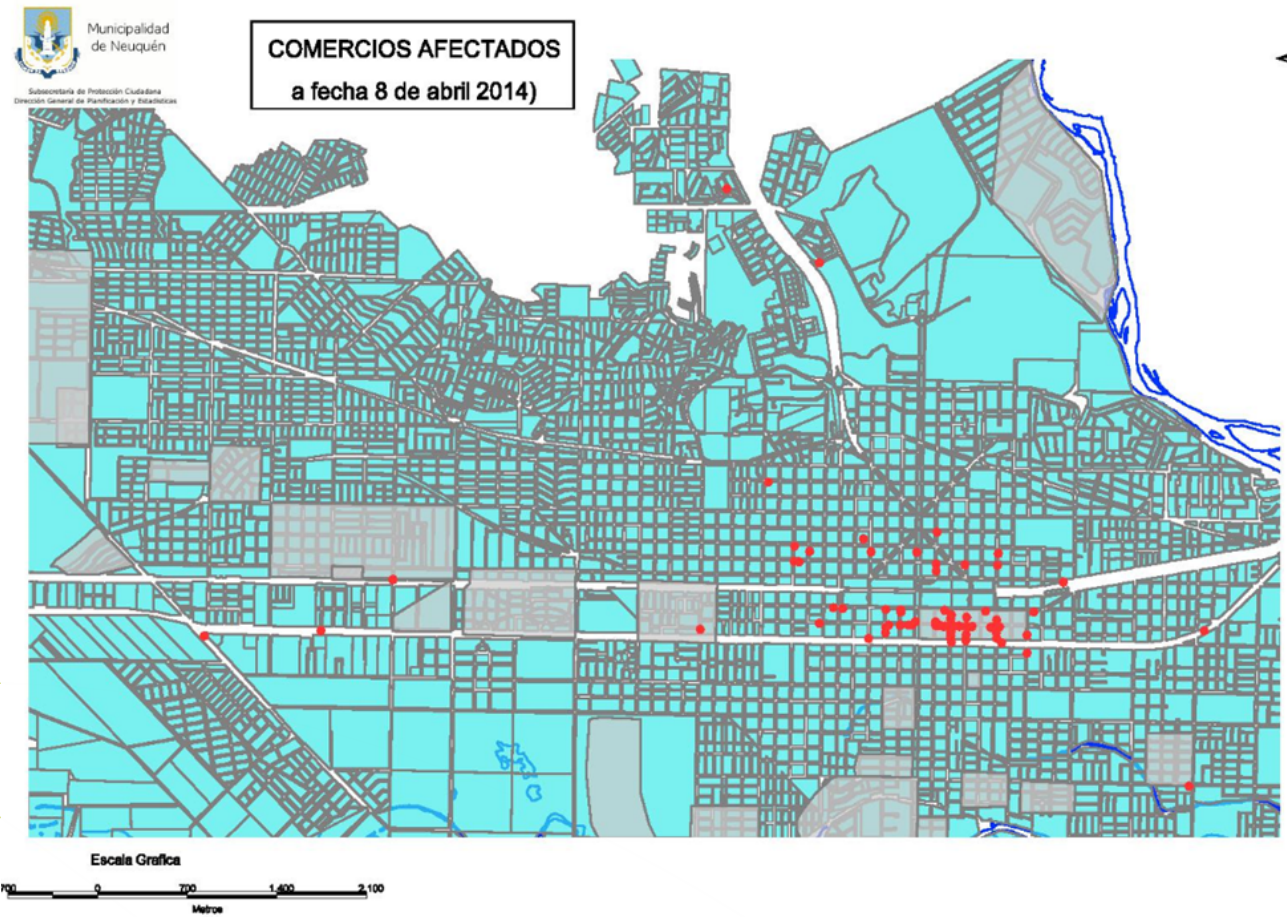 Municipalidad
de Neuquén
Subsecretaría de Protección Ciudadana
Dirección General de Planificación y Estadísticas
COMERCIOS AFECTADOS
a fecha 8 de abril 2014)
Escala Grafica
700 0 700 1.400 2.100
Metros